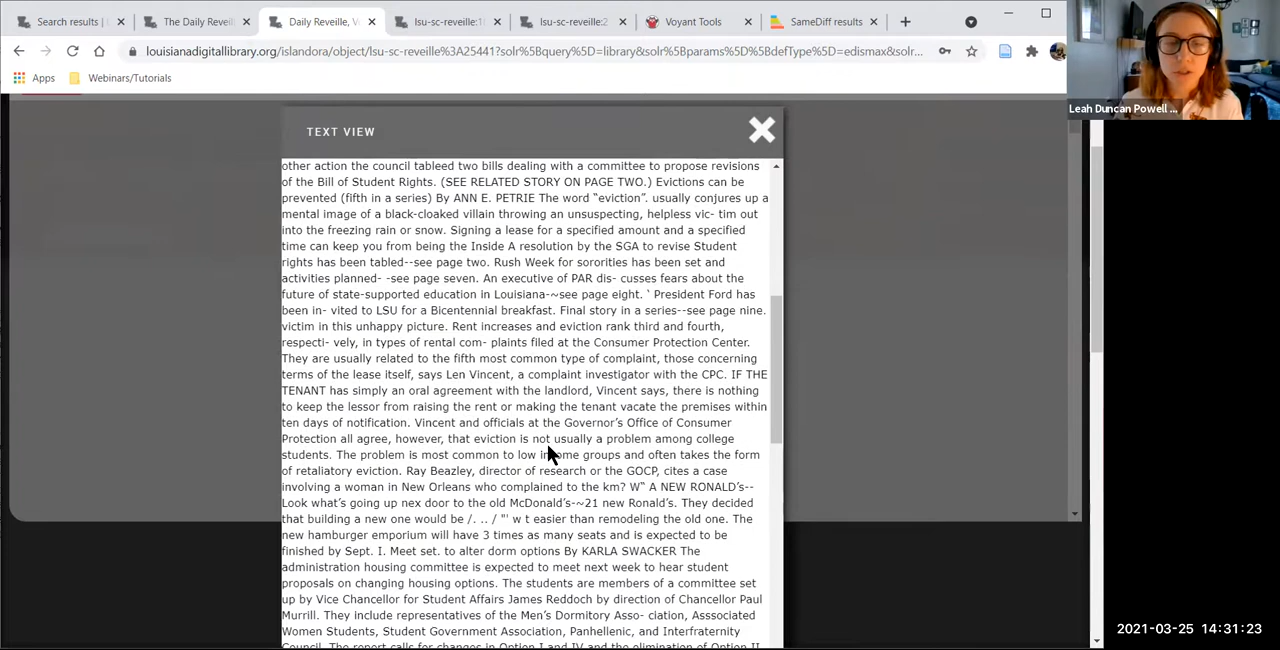 Search results | L
The Daily Reveille,
Daily Reveille, V
lsu-sc-reveille:1
lsu-sc-reveille:2
Voyant Tools
SameDiff results
louisianadigitallibrary.org/islandora/object/lsu-sc-reveille%3A25441?solr%5Bquery%5D=library&solr%5Bparams%5D%5BdefType%5D=edismax&solr...
Apps
Webinars/Tutorials
Leah Duncan Powell ...
TEXT VIEW
other action the council tableed two bills dealing with a committee to propose revisions
of the Bill of Student Rights. (SEE RELATED STORY ON PAGE TWO.) Evictions can be
prevented (fifth in a series) By ANN E. PETRIE The word “eviction”. usually conjures up a
mental image of a black-cloaked villain throwing an unsuspecting, helpless vic- tim out
into the freezing rain or snow. Signing a lease for a specified amount and a specified
time can keep you from being the Inside A resolution by the SGA to revise Student
rights has been tabled--see page two. Rush Week for sororities has been set and
activities planned- -see page seven. An executive of PAR dis- cusses fears about the
future of state-supported education in Louisiana-~see page eight. ` President Ford has
been in- vited to LSU for a Bicentennial breakfast. Final story in a series--see page nine.
victim in this unhappy picture. Rent increases and eviction rank third and fourth,
respecti- vely, in types of rental com- plaints filed at the Consumer Protection Center.
They are usually related to the fifth most common type of complaint, those concerning
terms of the lease itself, says Len Vincent, a complaint investigator with the CPC. IF THE
TENANT has simply an oral agreement with the landlord, Vincent says, there is nothing
to keep the lessor from raising the rent or making the tenant vacate the premises within
ten days of notification. Vincent and officials at the Governor’s Office of Consumer
Protection all agree, however, that eviction is not usually a problem among college
students. The problem is most common to low income groups and often takes the form
of retaliatory eviction. Ray Beazley, director of research or the GOCP, cites a case
involving a woman in New Orleans who complained to the km? W“ A NEW RONALD’s--
Look what’s going up nex door to the old McDonald’s-~21 new Ronald’s. They decided
that building a new one would be /. .. / "' w t easier than remodeling the old one. The
new hamburger emporium will have 3 times as many seats and is expected to be
finished by Sept. I. Meet set. to alter dorm options By KARLA SWACKER The
administration housing committee is expected to meet next week to hear student
proposals on changing housing options. The students are members of a committee set
up by Vice Chancellor for Student Affairs James Reddoch by direction of Chancellor Paul
Murrill. They include representatives of the Men’s Dormitory Asso- ciation, Asssociated
Women Students, Student Government Association, Panhellenic, and Interfraternity
Council. The report calls for changes in Option I and IV and the elimination of Option II
2021-03-25 14:31:23